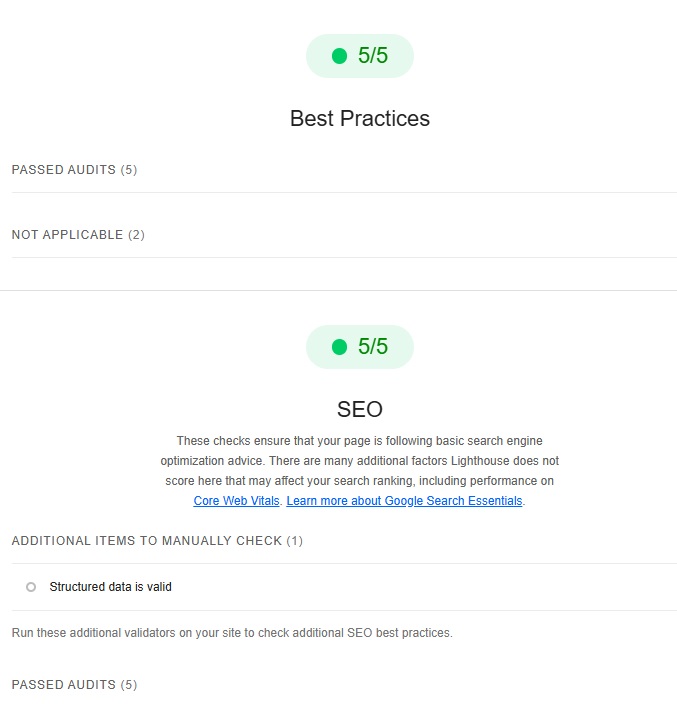 5/5
Best Practices
PASSED AUDITS (5)
NOT APPLICABLE (2)
5/5
SEO
These checks ensure that your page is following basic search engine
optimization advice. There are many additional factors Lighthouse does not
score here that may affect your search ranking, including performance on
Core Web Vitals. Learn more about Google Search Essentials.
ADDITIONAL ITEMS TO MANUALLY CHECK (1)
Structured data is valid
Run these additional validators on your site to check additional SEO best practices.
PASSED AUDITS (5)